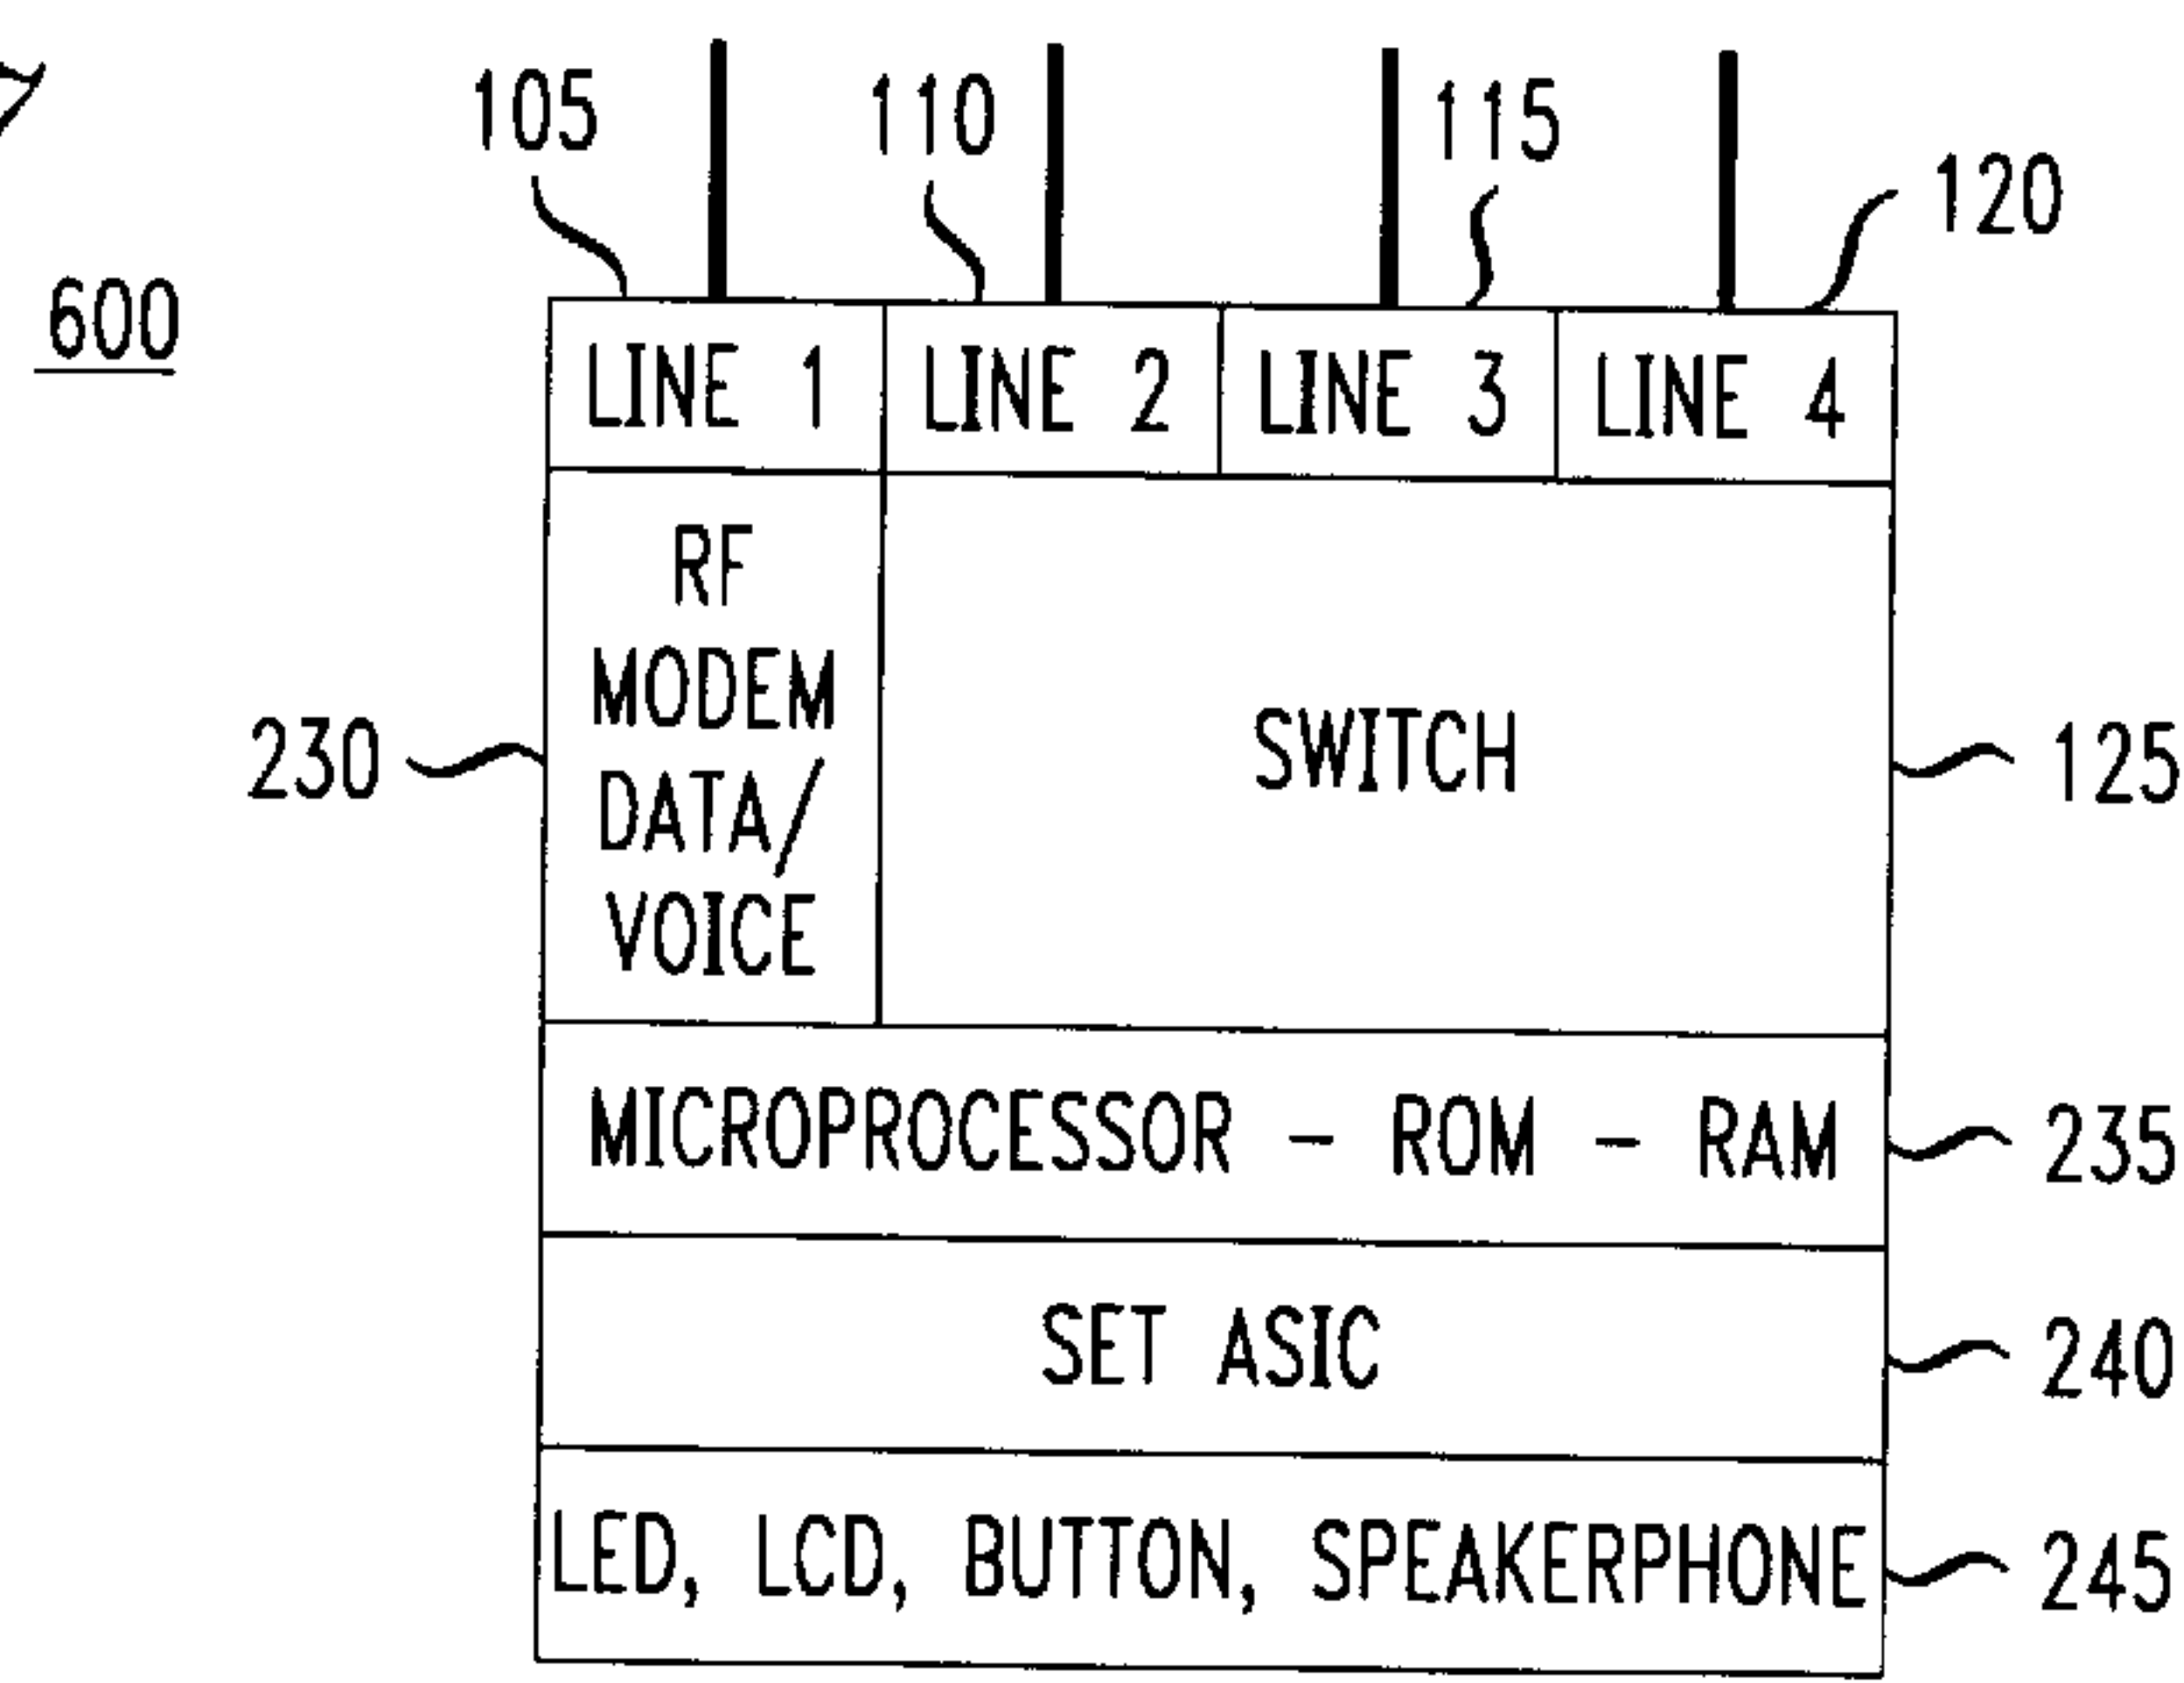 105
110
115
120
600
LINE 1
LINE 2
LINE 3
LINE 4
RF
MODEM
DATA/
VOICE
SWITCH
230
125
MICROPROCESSOR - ROM - RAM
235
SET ASIC
240
LED, LCD, BUTTON, SPEAKERPHONE
245